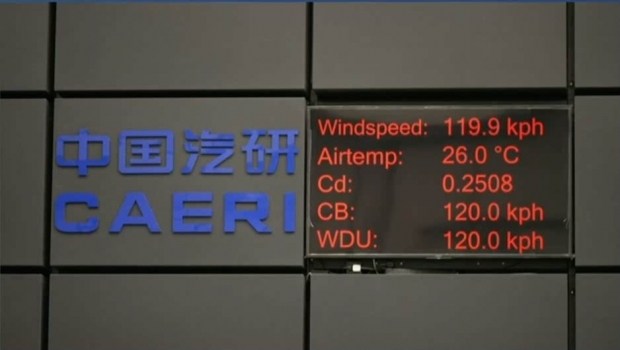 中国汽研
CAERI
Windspeed: 119.9 kph
Airtemp: 26.0 °C
Cd: 0.2508
CB: 120.0 kph
WDU: 120.0 kph